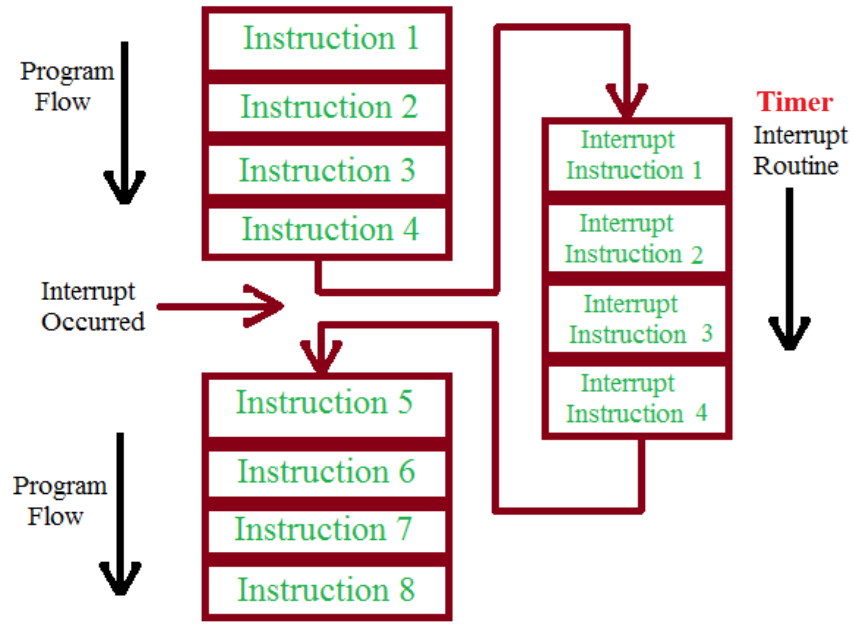 Program
Flow
Instruction 1
Instruction 2
Instruction 3
Instruction 4
Interrupt
Occurred
Timer
Interrupt
Routine
Interrupt
Instruction 1
Interrupt
Instruction 2
Interrupt
Instruction 3
Interrupt
Instruction 4
Program
Flow
Instruction 5
Instruction 6
Instruction 7
Instruction 8